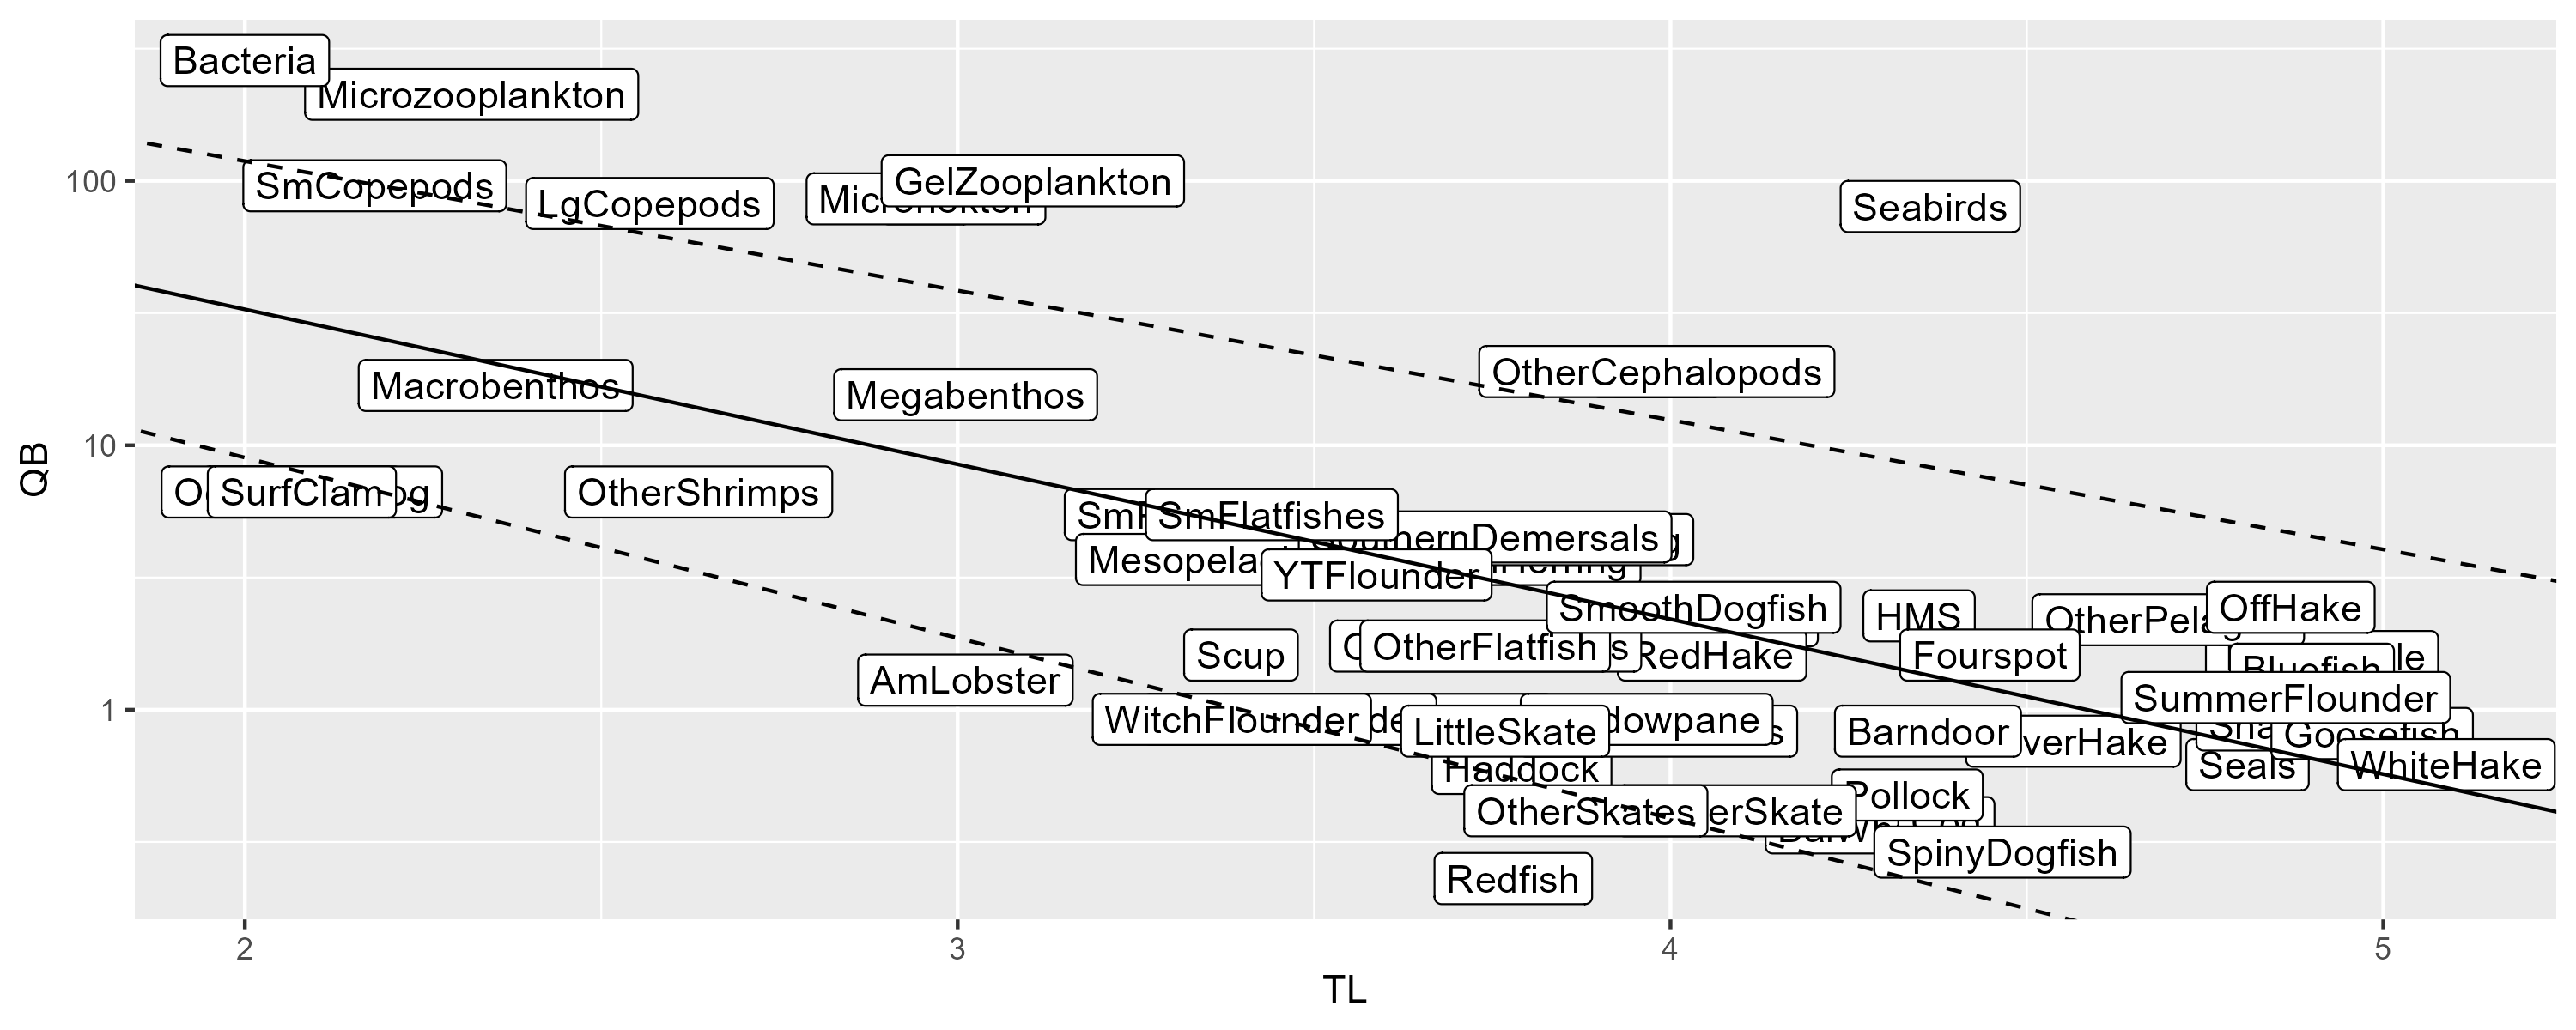 Bacteria
Microzooplankton
SmCopepods
LgCopepods
GelZooplankton
Seabirds
100
OtherCephalopods
Macrobenthos
Megabenthos
10
QB
SurfClam
OtherShrimps
SmFlatfishes
YTFlounder
SmoothDogfish
HMS
OffHake
Scup
OtherFlatfish
RedHake
Fourspot
Bluefish
AmLobster
SummerFlounder
1
WitchFlounder
LittleSkate
Barndoor
Goosefish
Haddock
Seals
WhiteHake
Pollock
OtherSkates
SpinyDogfish
Redfish
2
3
4
5
TL